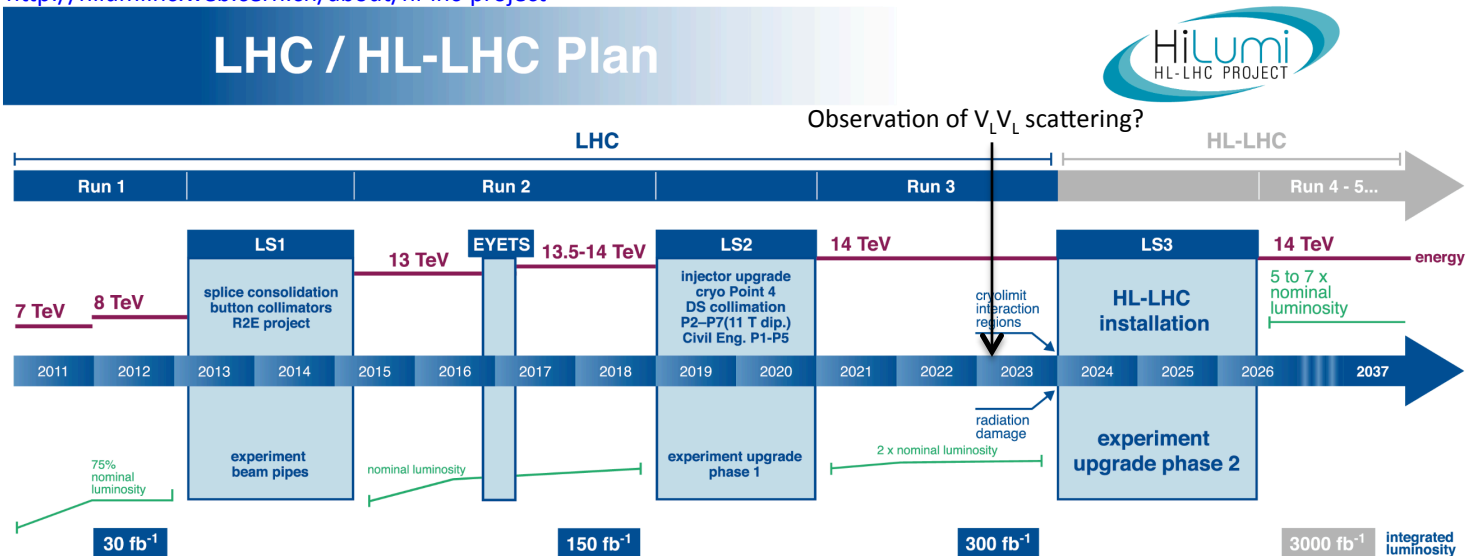 LHC / HL-LHC Plan
HiLumi
HL-LHC PROJECT
Observation of VLVL scattering?
LHC
HL-LHC
Run 1
Run 2
Run 3
Run 4 - 5...
LS1
EYETS
LS2
LS3
7 TeV
8 TeV
13 TeV
13.5-14 TeV
14 TeV
14 TeV
energy
splice consolidation
button collimators
R2E project
injector upgrade
cryo Point 4
DS collimation
P2–P7(11 T dip.)
Civil Eng. P1-P5
cryolimit
interaction
regions
HL-LHC
installation
5 to 7 x
nominal
luminosity
2011 2012 2013 2014 2015 2016 2017 2018 2019 2020 2021 2022 2023 2024 2025 2026 2037
75%
nominal
luminosity
experiment
beam pipes
nominal luminosity
experiment upgrade
phase 1
2 x nominal luminosity
radiation
damage
experiment
upgrade phase 2
30 fb-1
150 fb-1
300 fb-1
3000 fb-1
integrated
luminosity